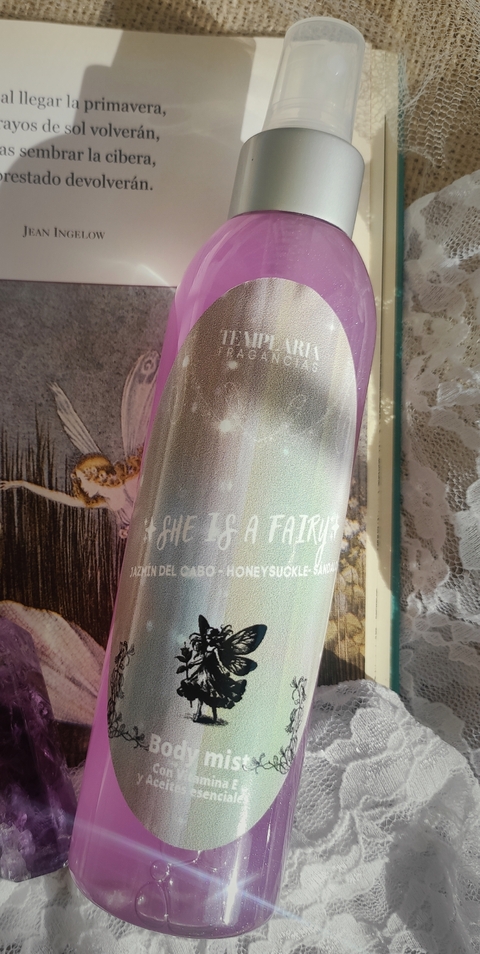 al llegar la primavera,
rayos de sol volverán,
as sembrar la cibera,
prestado devolverán.
JEAN INGELOW
TEMPLARIA
FRAGANCIAS
SHE IS A FAIRY
JAZMIN DEL CABO - HONEYSUCKLE-
Body mist
Con Vitamina E
y Aceites esenciales